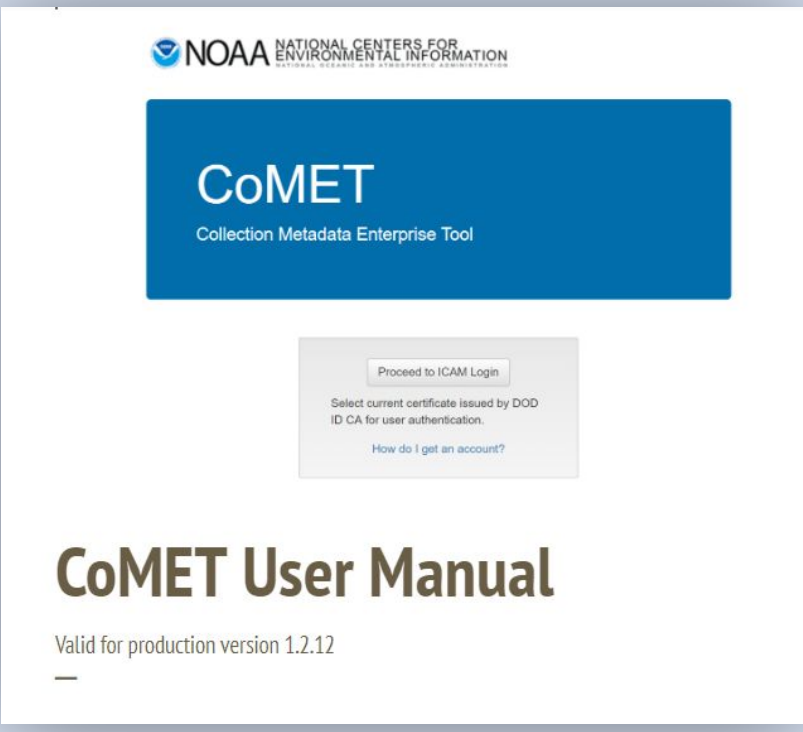 NOAA NATIONAL CENTERS FOR
ENVIRONMENTAL INFORMATION
NATIONAL OCEANIC AND ATMOSPHERIC ADMINISTRATION
CoMET
Collection Metadata Enterprise Tool
Proceed to ICAM Login
Select current certificate issued by DOD
ID CA for user authentication.
How do I get an account?
CoMET User Manual
Valid for production version 1.2.12